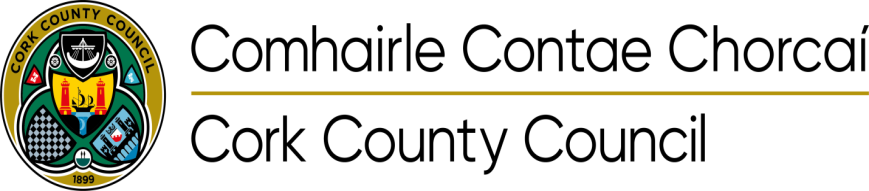 CORK COUNTY COUNCIL
1899
Comhairle Contae Chorcaí
Cork County Council